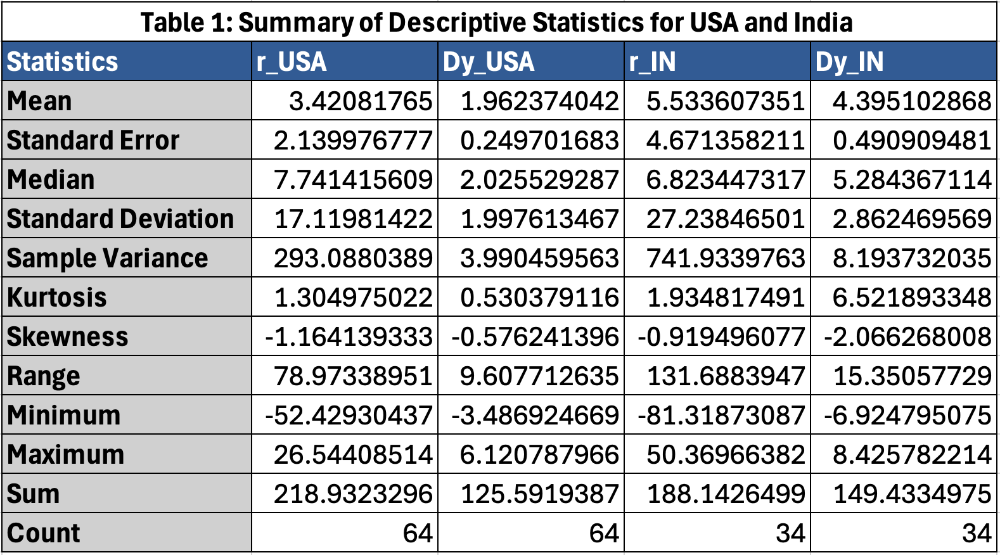 Table 1: Summary of Descriptive Statistics for USA and India
Statistics r_USA Dy_USA r_IN Dy_IN
Mean 3.42081765 1.962374042 5.533607351 4.395102868
Standard Error 2.139976777 0.249701683 4.671358211 0.490909481
Median 7.741415609 2.025529287 6.823447317 5.284367114
Standard Deviation 17.11981422 1.997613467 27.23846501 2.862469569
Sample Variance 293.0880389 3.990459563 741.9339763 8.193732035
Kurtosis 1.304975022 0.530379116 1.934817491 6.521893348
Skewness -1.164139333 -0.576241396 -0.919496077 -2.066268008
Range 78.97338951 9.607712635 131.6883947 15.35057729
Minimum -52.42930437 -3.486924669 -81.31873087 -6.924795075
Maximum 26.54408514 6.120787966 50.36966382 8.425782214
Sum 218.9323296 125.5919387 188.1426499 149.4334975
Count 64 64 34 34